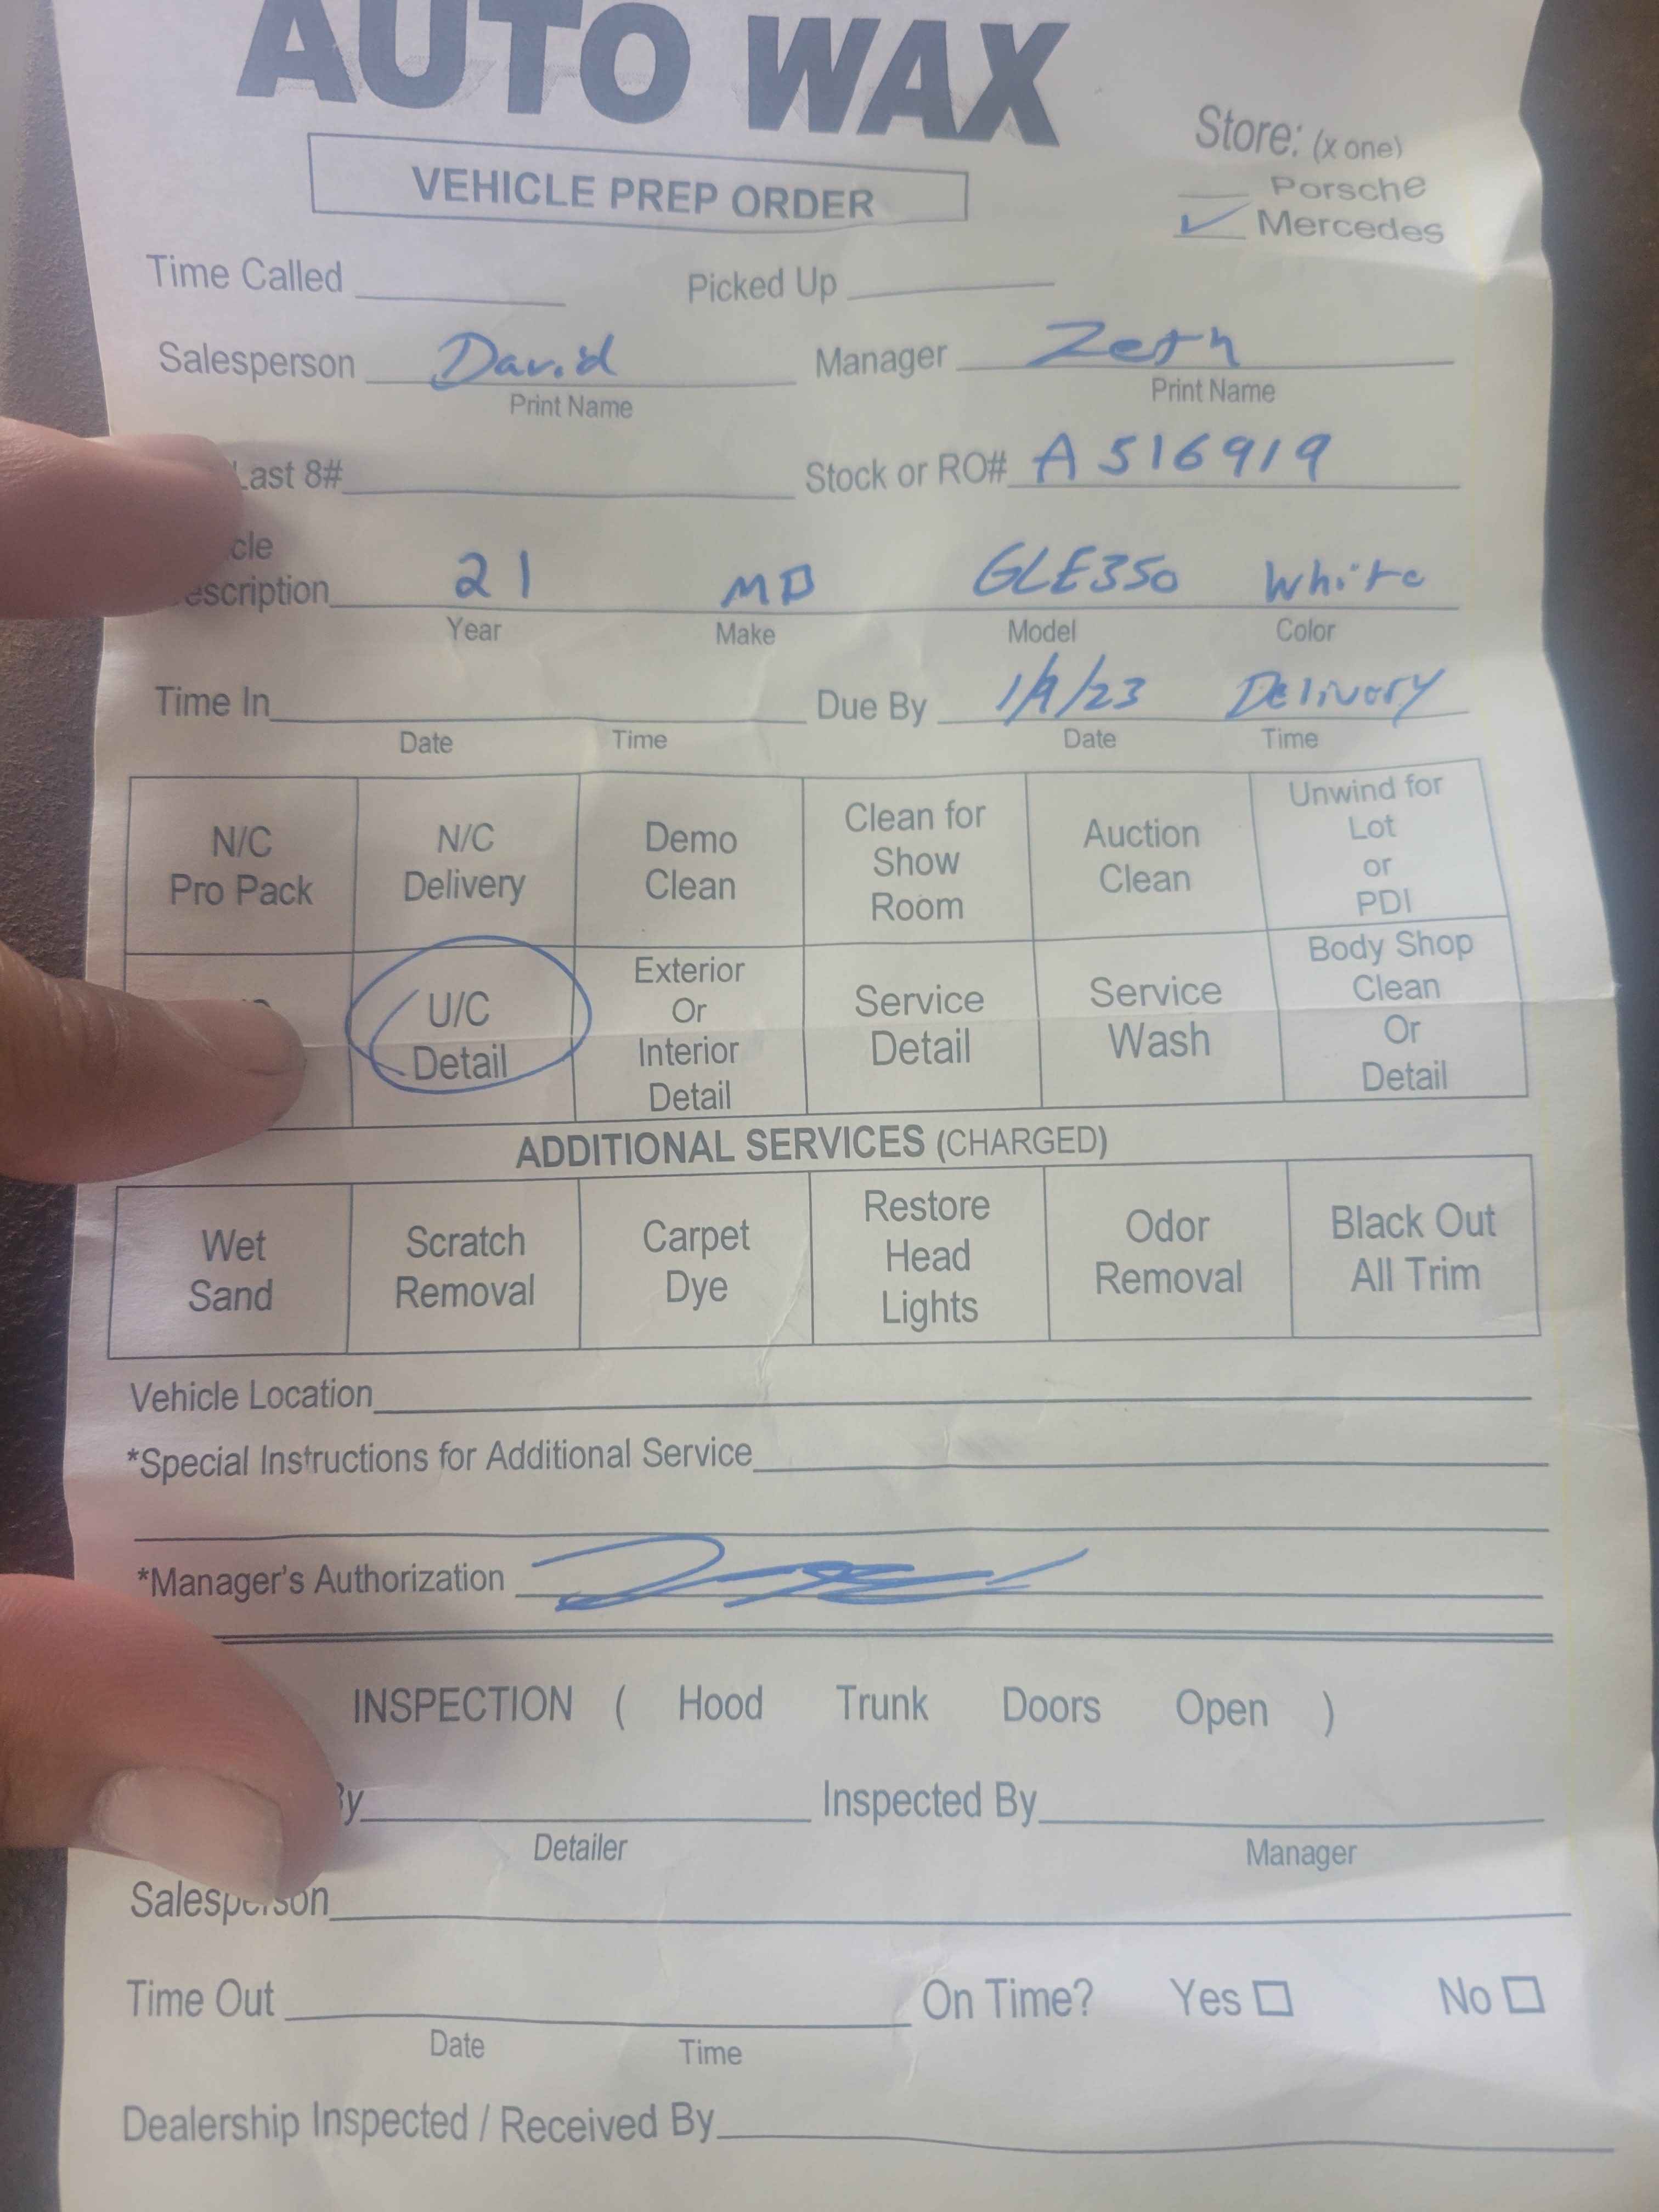 AUTO WAX
VEHICLE PREP ORDER
Store: (x one)
Porsche
✓ Mercedes
Time Called Picked Up
Salesperson David Manager Zeth
Print Name Print Name
Last 8# Stock or RO# A516919
cle
escription 21 MB GLE350 White
Year Make Model Color
Time In Due By 1/9/23 Delivery
Date Time Date Time
N/C Pro Pack N/C Delivery Demo Clean Clean for Show Room Auction Clean Unwind for Lot or PDI
U/C Detail Exterior Or Interior Detail Service Detail Service Wash Body Shop Clean Or Detail
ADDITIONAL SERVICES (CHARGED)
Wet Sand Scratch Removal Carpet Dye Restore Head Lights Odor Removal Black Out All Trim
Vehicle Location
*Special Instructions for Additional Service
*Manager's Authorization
INSPECTION ( Hood Trunk Doors Open )
By Inspected By
Detailer Manager
Salesperson
Time Out On Time? Yes No
Date Time
Dealership Inspected / Received By